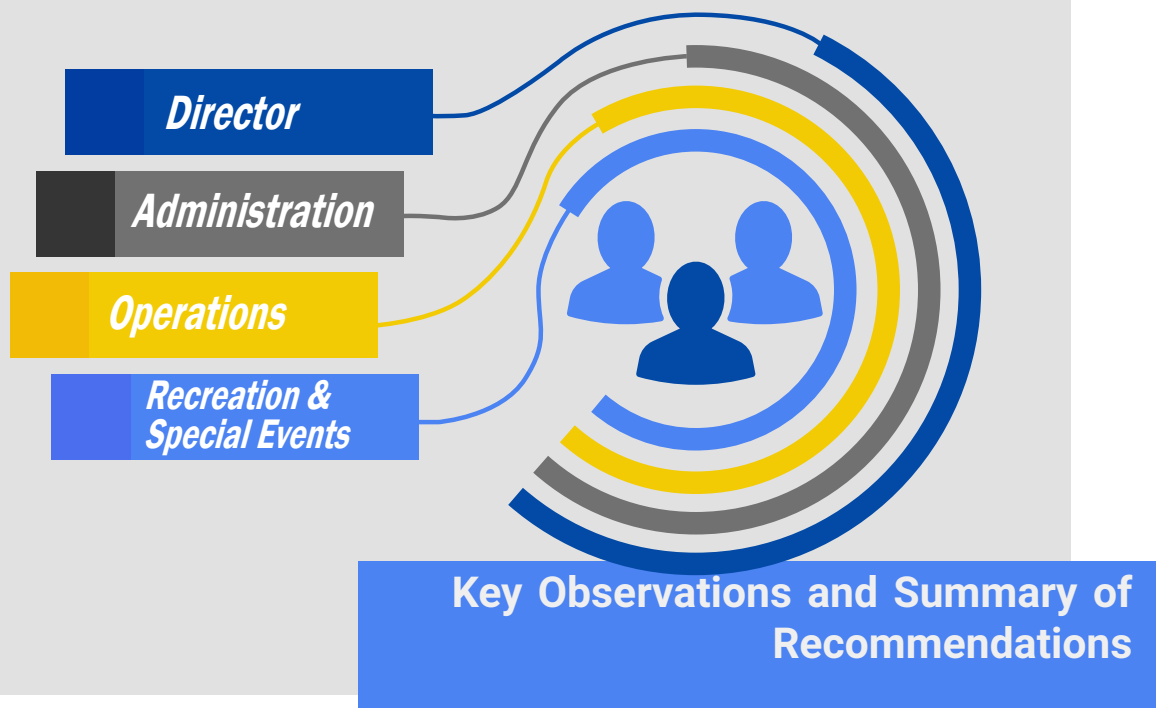 Director
Administration
Operations
Recreation &
Special Events
Key Observations and Summary of
Recommendations